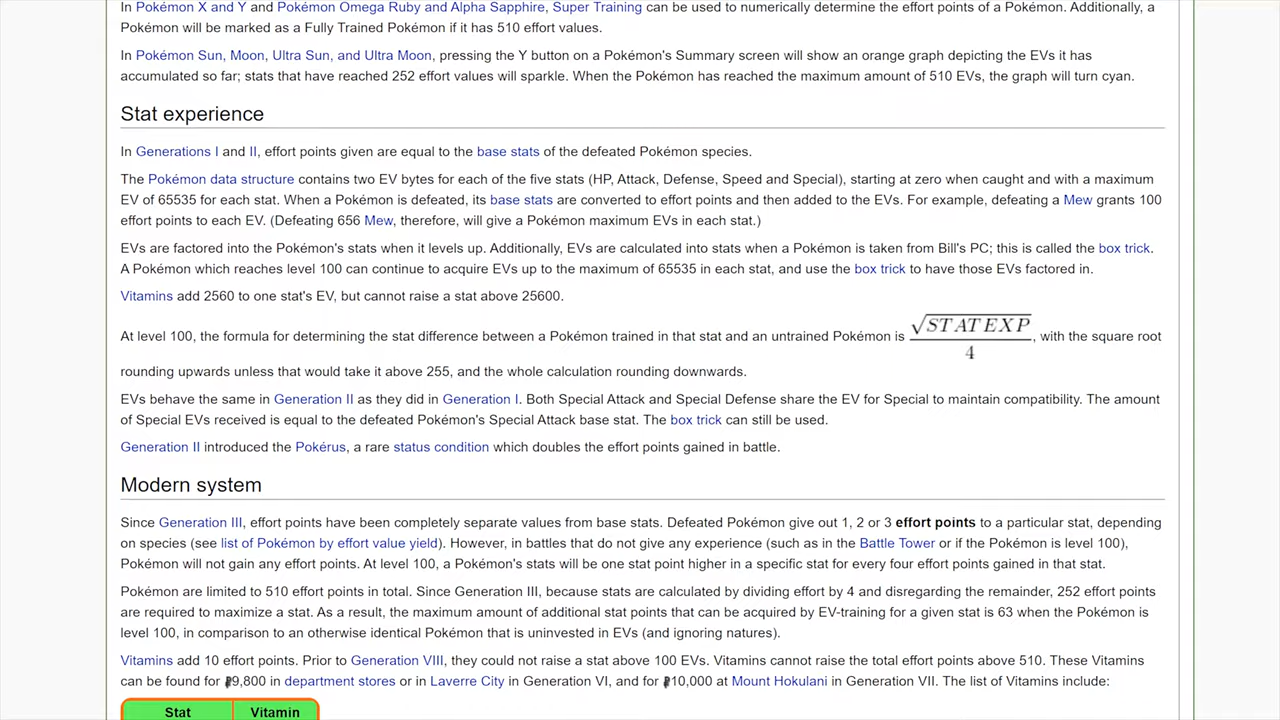 In Pokémon X and Y and Pokémon Omega Ruby and Alpha Sapphire, Super Training can be used to numerically determine the effort points of a Pokémon. Additionally, a
Pokémon will be marked as a Fully Trained Pokémon if it has 510 effort values.
In Pokémon Sun, Moon, Ultra Sun, and Ultra Moon, pressing the Y button on a Pokémon's Summary screen will show an orange graph depicting the EVs it has
accumulated so far; stats that have reached 252 effort values will sparkle. When the Pokémon has reached the maximum amount of 510 EVs, the graph will turn cyan.
Stat experience
In Generations I and II, effort points given are equal to the base stats of the defeated Pokémon species.
The Pokémon data structure contains two EV bytes for each of the five stats (HP, Attack, Defense, Speed and Special), starting at zero when caught and with a maximum
EV of 65535 for each stat. When a Pokémon is defeated, its base stats are converted to effort points and then added to the EVs. For example, defeating a Mew grants 100
effort points to each EV. (Defeating 656 Mew, therefore, will give a Pokémon maximum EVs in each stat.)
EVs are factored into the Pokémon's stats when it levels up. Additionally, EVs are calculated into stats when a Pokémon is taken from Bill's PC; this is called the box trick.
A Pokémon which reaches level 100 can continue to acquire EVs up to the maximum of 65535 in each stat, and use the box trick to have those EVs factored in.
Vitamins add 2560 to one stat's EV, but cannot raise a stat above 25600.
At level 100, the formula for determining the stat difference between a Pokémon trained in that stat and an untrained Pokémon is √STATEXP/4, with the square root
rounding upwards unless that would take it above 255, and the whole calculation rounding downwards.
EVs behave the same in Generation II as they did in Generation I. Both Special Attack and Special Defense share the EV for Special to maintain compatibility. The amount
of Special EVs received is equal to the defeated Pokémon's Special Attack base stat. The box trick can still be used.
Generation II introduced the Pokérus, a rare status condition which doubles the effort points gained in battle.
Modern system
Since Generation III, effort points have been completely separate values from base stats. Defeated Pokémon give out 1, 2 or 3 effort points to a particular stat, depending
on species (see list of Pokémon by effort value yield). However, in battles that do not give any experience (such as in the Battle Tower or if the Pokémon is level 100),
Pokémon will not gain any effort points. At level 100, a Pokémon's stats will be one stat point higher in a specific stat for every four effort points gained in that stat.
Pokémon are limited to 510 effort points in total. Since Generation III, because stats are calculated by dividing effort by 4 and disregarding the remainder, 252 effort points
are required to maximize a stat. As a result, the maximum amount of additional stat points that can be acquired by EV-training for a given stat is 63 when the Pokémon is
level 100, in comparison to an otherwise identical Pokémon that is uninvested in EVs (and ignoring natures).
Vitamins add 10 effort points. Prior to Generation VIII, they could not raise a stat above 100 EVs. Vitamins cannot raise the total effort points above 510. These Vitamins
can be found for 9,800 in department stores or in Laverre City in Generation VI, and for 10,000 at Mount Hokulani in Generation VII. The list of Vitamins include:
Stat Vitamin